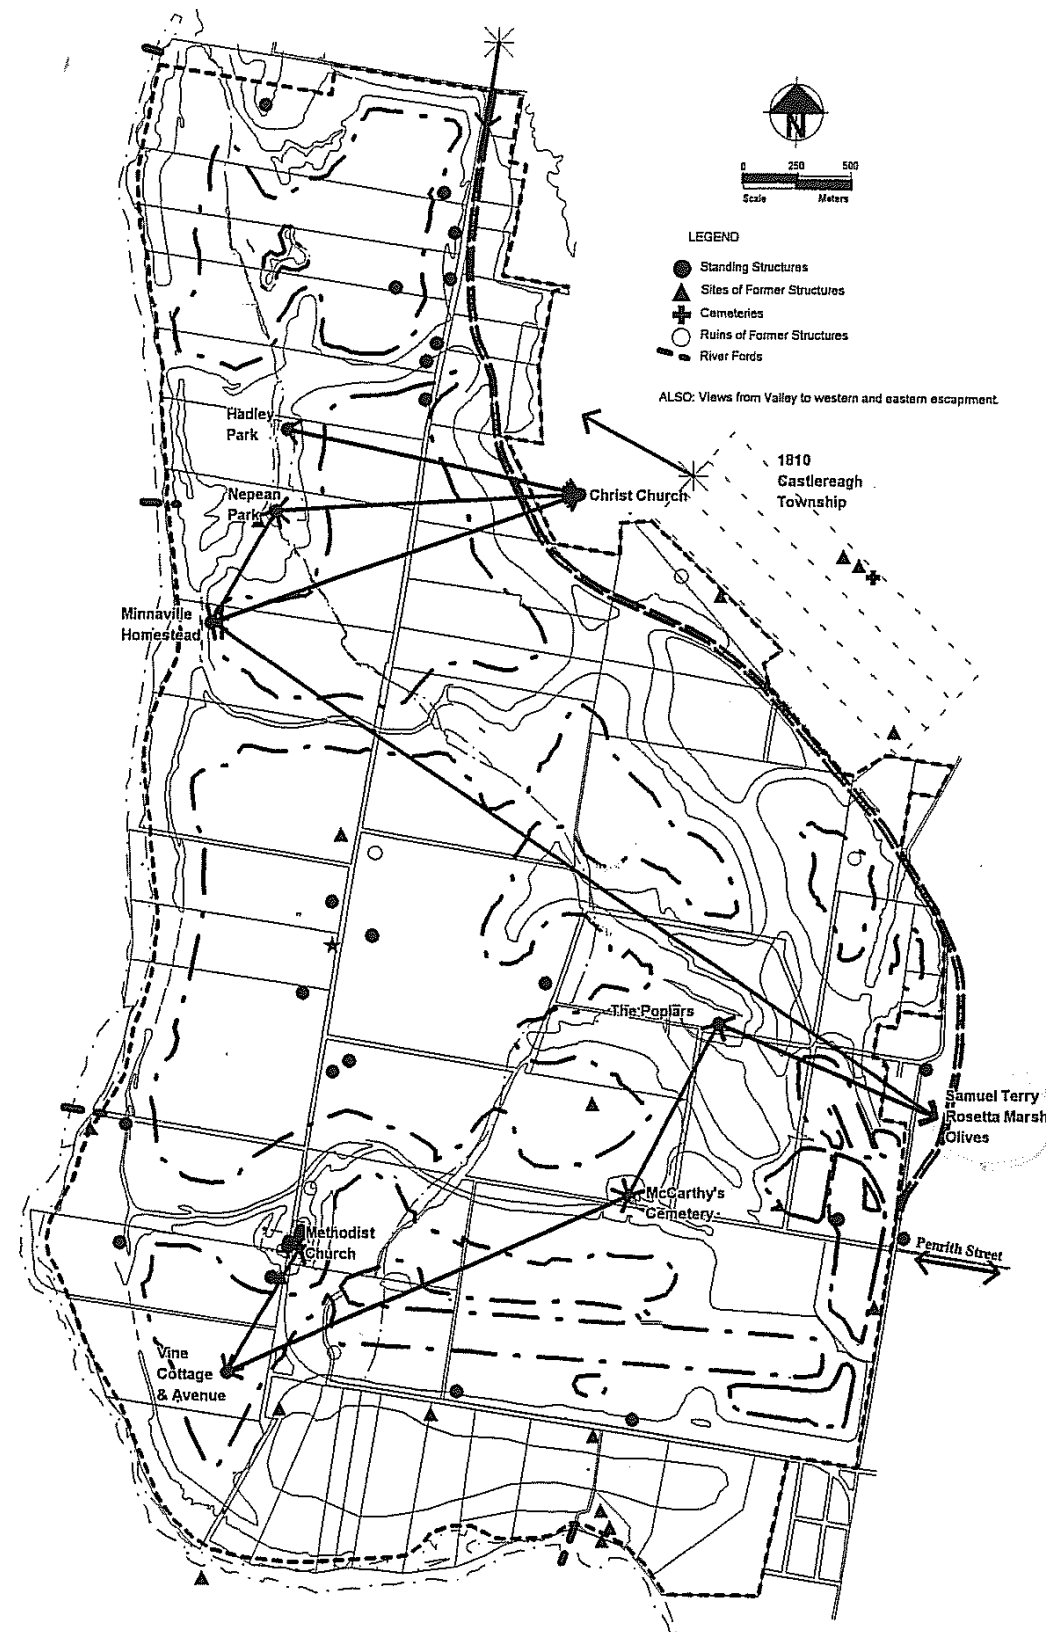 N
0 250 500
Scale Meters
LEGEND
Standing Structures
Sites of Former Structures
Cemeteries
Ruins of Former Structures
River Fords
ALSO: Views from Valley to western and eastern escaprment.
Hadley
Park
1810
Castlereagh
Township
Nepean
Park
Christ Church
Minnaville
Homestead
The Poplars
Samuel Terry
Rosetta Marsh
Olives
McCarthy's
Cemetery
Methodist
Church
Penrith Street
Vine
Cottage
& Avenue